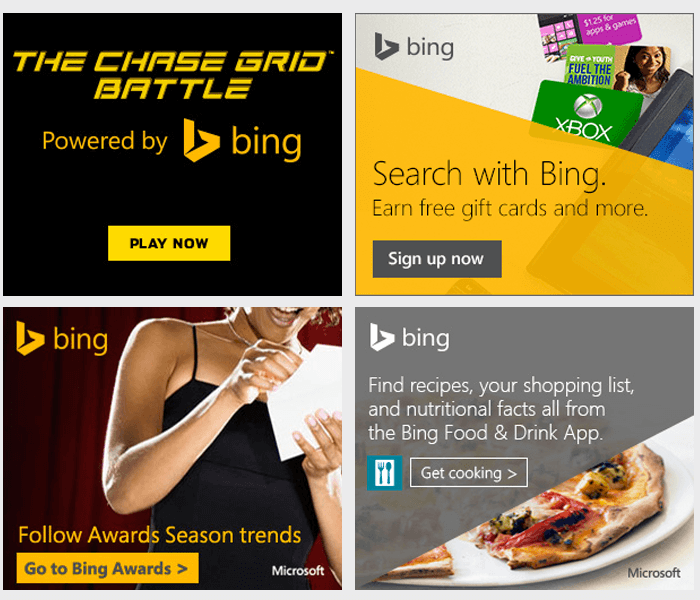 THE CHASE GRID™
BATTLE
Powered by bing
PLAY NOW
bing
$1.25 for
apps & games
GIVE YOUTH
FUEL THE
AMBITION
XBOX
Search with Bing.
Earn free gift cards and more.
Sign up now
bing
Follow Awards Season trends
Go to Bing Awards >
Microsoft
bing
Find recipes, your shopping list,
and nutritional facts all from
the Bing Food & Drink App.
Get cooking >
Microsoft